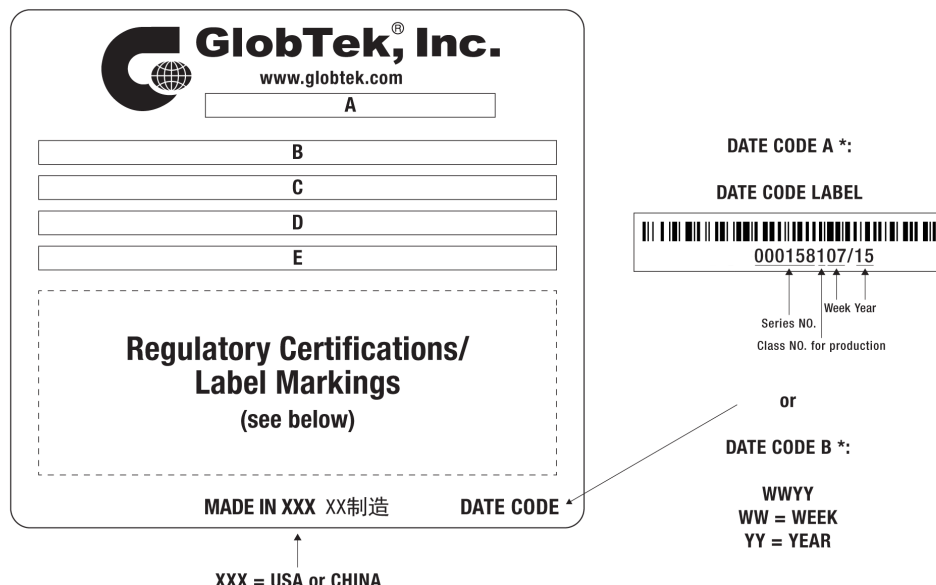 GlobTek,® Inc.
www.globtek.com
A
B
C
D
E
Regulatory Certifications/
Label Markings
(see below)
MADE IN XXX XX制造 DATE CODE
XXX = USA or CHINA
DATE CODE A *:
DATE CODE LABEL
000158107/15
Week Year
Series NO.
Class NO. for production
or
DATE CODE B *:
WWYY
WW = WEEK
YY = YEAR